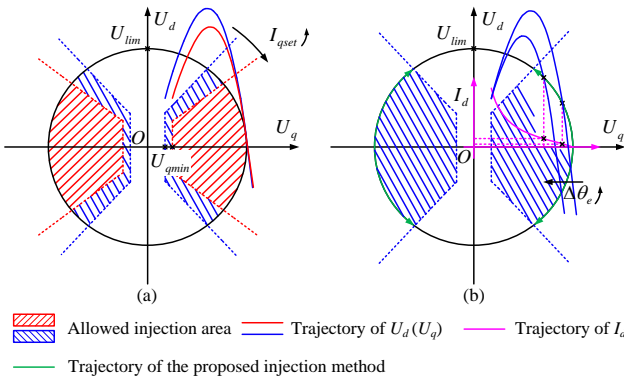 U_d
U_lim
I_qset
O
U_q
U_qmin
(a)
U_d
U_lim
I_d
O
U_q
Δθ_e
(b)
Allowed injection area
Trajectory of U_d(U_q)
Trajectory of I_d
Trajectory of the proposed injection method